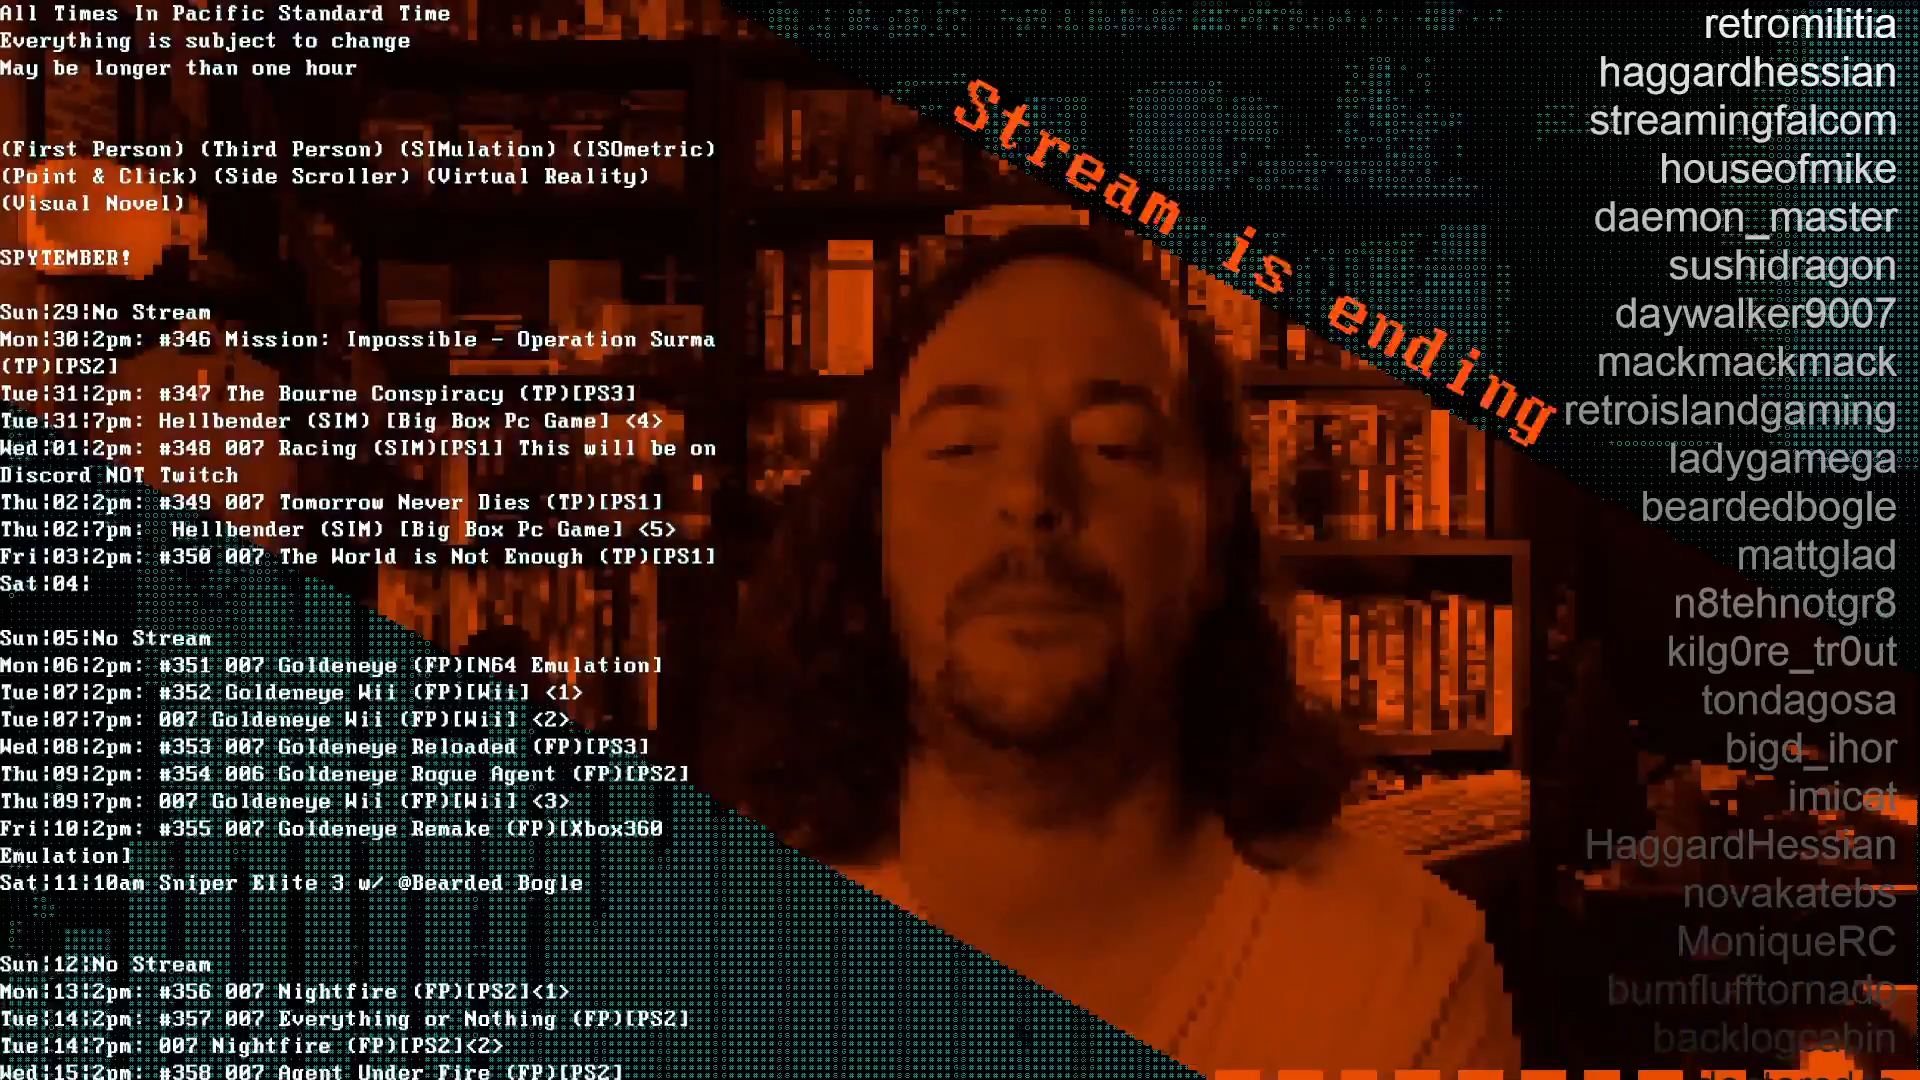 All Times In Pacific Standard Time
Everything is subject to change
May be longer than one hour
(First Person) (Third Person) (SIMulation) (ISOmetric)
(Point & Click) (Side Scroller) (Virtual Reality)
(Visual Novel)
SPYTEMBER!
Sun¦29¦No Stream
Mon¦30¦2pm: #346 Mission: Impossible - Operation Surma
(TP)[PS2]
Tue¦31¦2pm: #347 The Bourne Conspiracy (TP)[PS3]
Tue¦31¦7pm: Hellbender (SIM) [Big Box Pc Game] <4>
Wed¦01¦2pm: #348 007 Racing (SIM)[PS1] This will be on
Discord NOT Twitch
Thu¦02¦2pm: #349 007 Tomorrow Never Dies (TP)[PS1]
Thu¦02¦7pm:  Hellbender (SIM) [Big Box Pc Game] <5>
Fri¦03¦2pm: #350 007 The World is Not Enough (TP)[PS1]
Sat¦04¦
Sun¦05¦No Stream
Mon¦06¦2pm: #351 007 Goldeneye (FP)[N64 Emulation]
Tue¦07¦2pm: #352 Goldeneye Wii (FP)[Wii] <1>
Tue¦07¦7pm: 007 Goldeneye Wii (FP)[Wii] <2>
Wed¦08¦2pm: #353 007 Goldeneye Reloaded (FP)[PS3]
Thu¦09¦2pm: #354 006 Goldeneye Rogue Agent (FP)[PS2]
Thu¦09¦7pm: 007 Goldeneye Wii (FP)[Wii] <3>
Fri¦10¦2pm: #355 007 Goldeneye Remake (FP)[Xbox360
Emulation]
Sat¦11¦10am Sniper Elite 3 w/ @Bearded Bogle
Sun¦12¦No Stream
Mon¦13¦2pm: #356 007 Nightfire (FP)[PS2]<1>
Tue¦14¦2pm: #357 007 Everything or Nothing (FP)[PS2]
Tue¦14¦7pm: 007 Nightfire (FP)[PS2]<2>
Wed¦15¦2pm: #358 007 Agent Under Fire (FP)[PS2]
Stream is ending
retromilitia
haggardhessian
streamingfalcom
houseofmike
daemon_master
sushidragon
daywalker9007
mackmackmack
retroislandgaming
ladygamega
beardedbogle
mattglad
n8tehnotgr8
kilg0re_tr0ut
tondagosa
bigd_ihor
imicet
HaggardHessian
novakatebs
MoniqueRC
bumflufftornado
backlogcabin